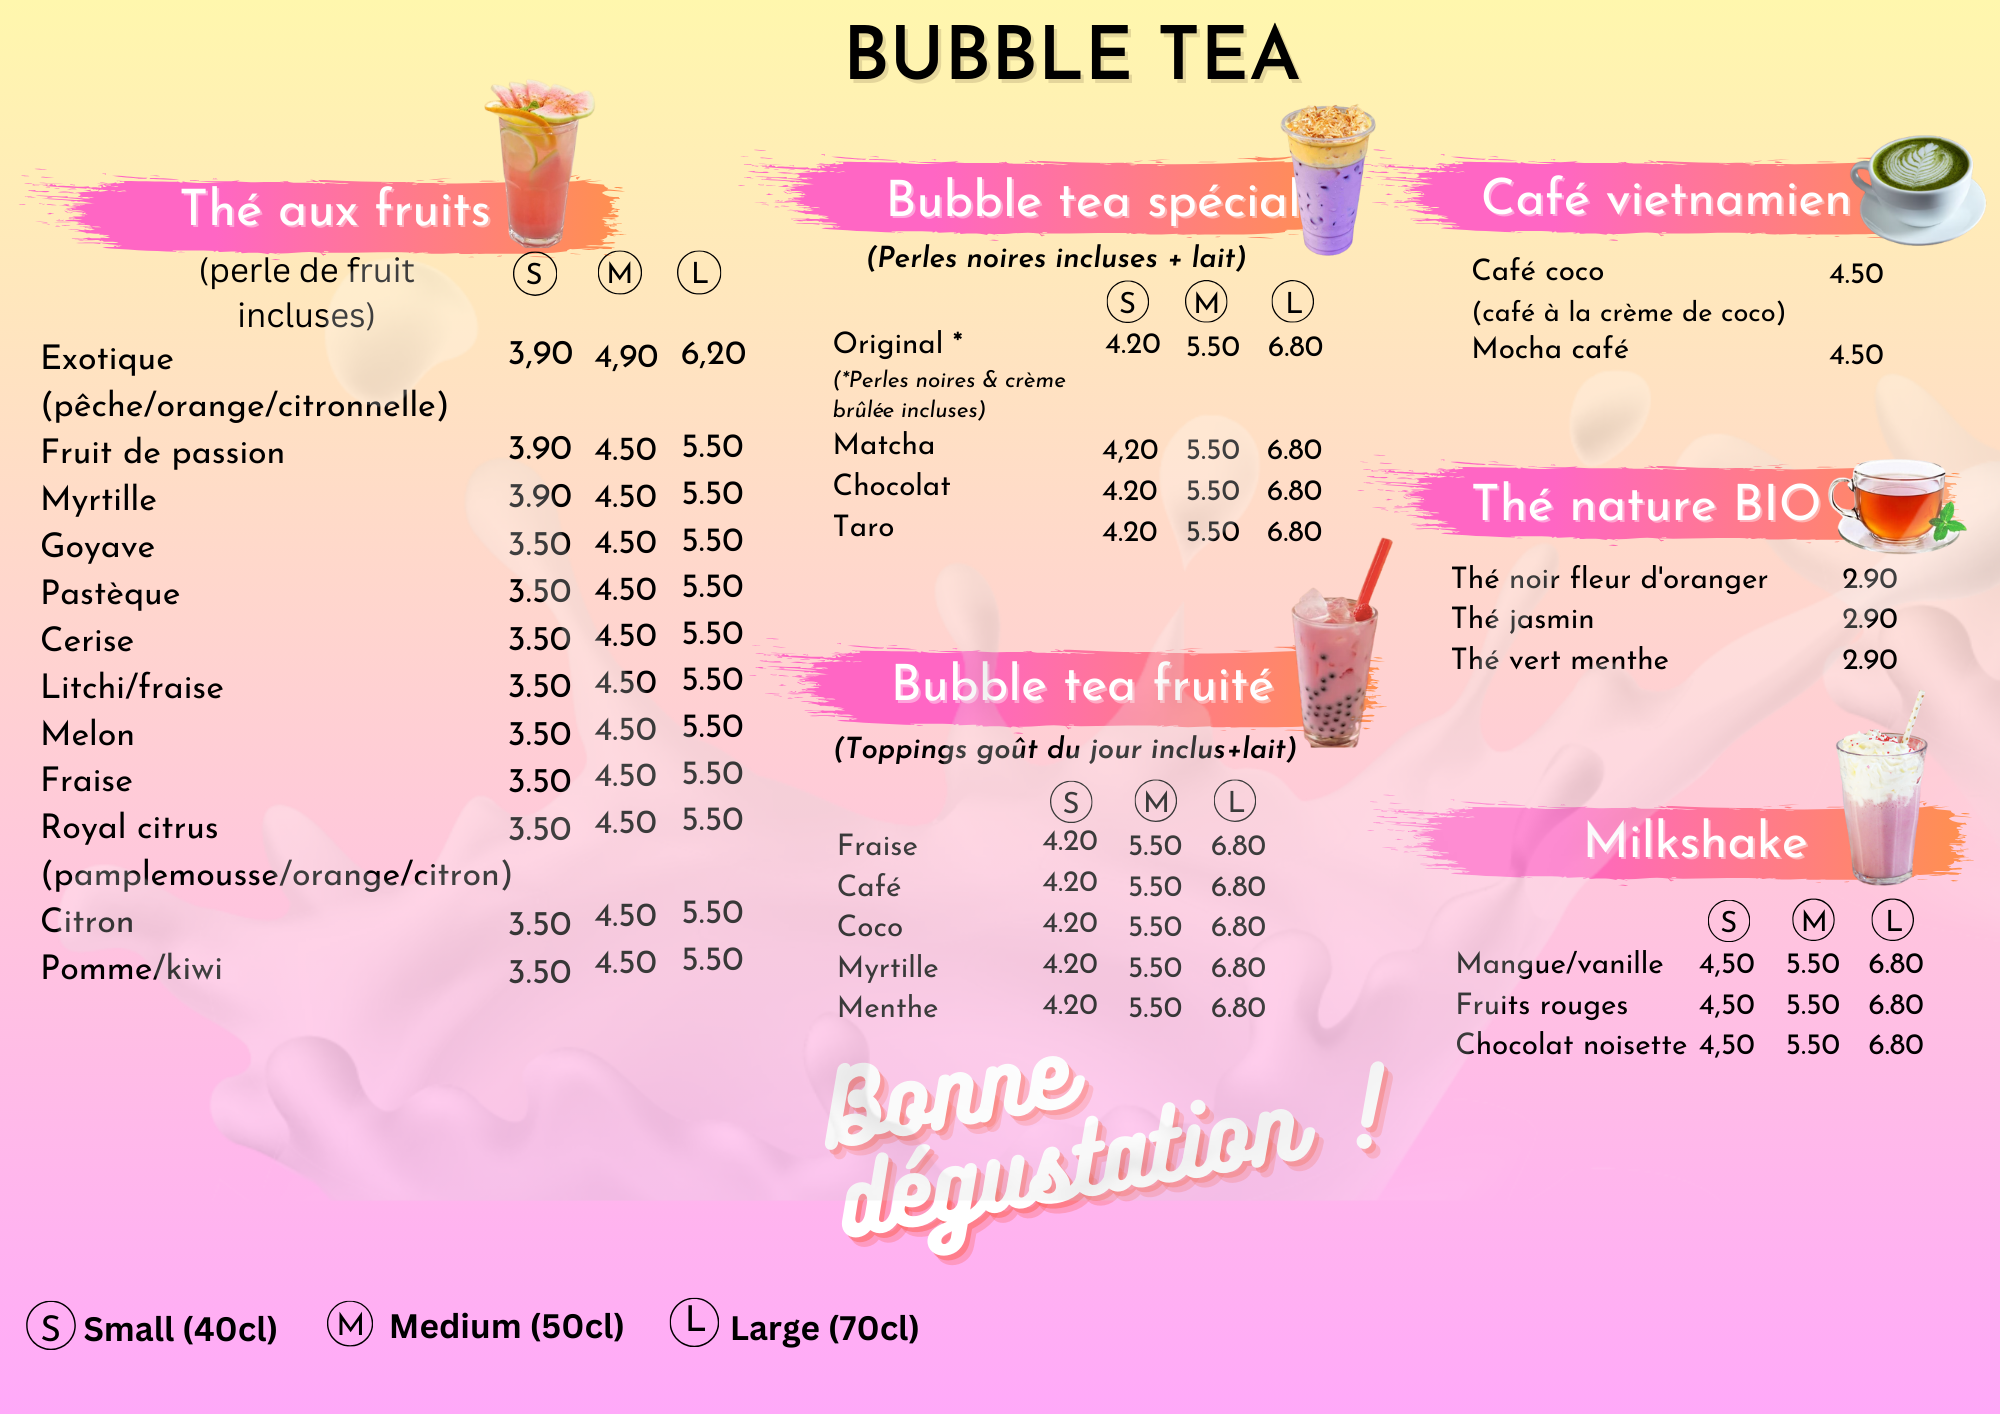 BUBBLE TEA
Thé aux fruits
(perle de fruit
incluses)
S M L
Exotique 3,90 4,90 6,20
(pêche/orange/citronnelle)
Fruit de passion 3.90 4.50 5.50
Myrtille 3.90 4.50 5.50
Goyave 3.50 4.50 5.50
Pastèque 3.50 4.50 5.50
Cerise 3.50 4.50 5.50
Litchi/fraise 3.50 4.50 5.50
Melon 3.50 4.50 5.50
Fraise 3.50 4.50 5.50
Royal citrus 3.50 4.50 5.50
(pamplemousse/orange/citron)
Citron 3.50 4.50 5.50
Pomme/kiwi 3.50 4.50 5.50
Bubble tea spécial
(Perles noires incluses + lait)
S M L
Original * 4.20 5.50 6.80
(*Perles noires & crème
brûlée incluses)
Matcha 4,20 5.50 6.80
Chocolat 4.20 5.50 6.80
Taro 4.20 5.50 6.80
Bubble tea fruité
(Toppings goût du jour inclus+lait)
S M L
Fraise 4.20 5.50 6.80
Café 4.20 5.50 6.80
Coco 4.20 5.50 6.80
Myrtille 4.20 5.50 6.80
Menthe 4.20 5.50 6.80
Café vietnamien
Café coco 4.50
(café à la crème de coco)
Mocha café 4.50
Thé nature BIO
Thé noir fleur d'oranger 2.90
Thé jasmin 2.90
Thé vert menthe 2.90
Milkshake
S M L
Mangue/vanille 4,50 5.50 6.80
Fruits rouges 4,50 5.50 6.80
Chocolat noisette 4,50 5.50 6.80
Bonne
dégustation !
S Small (40cl) M Medium (50cl) L Large (70cl)